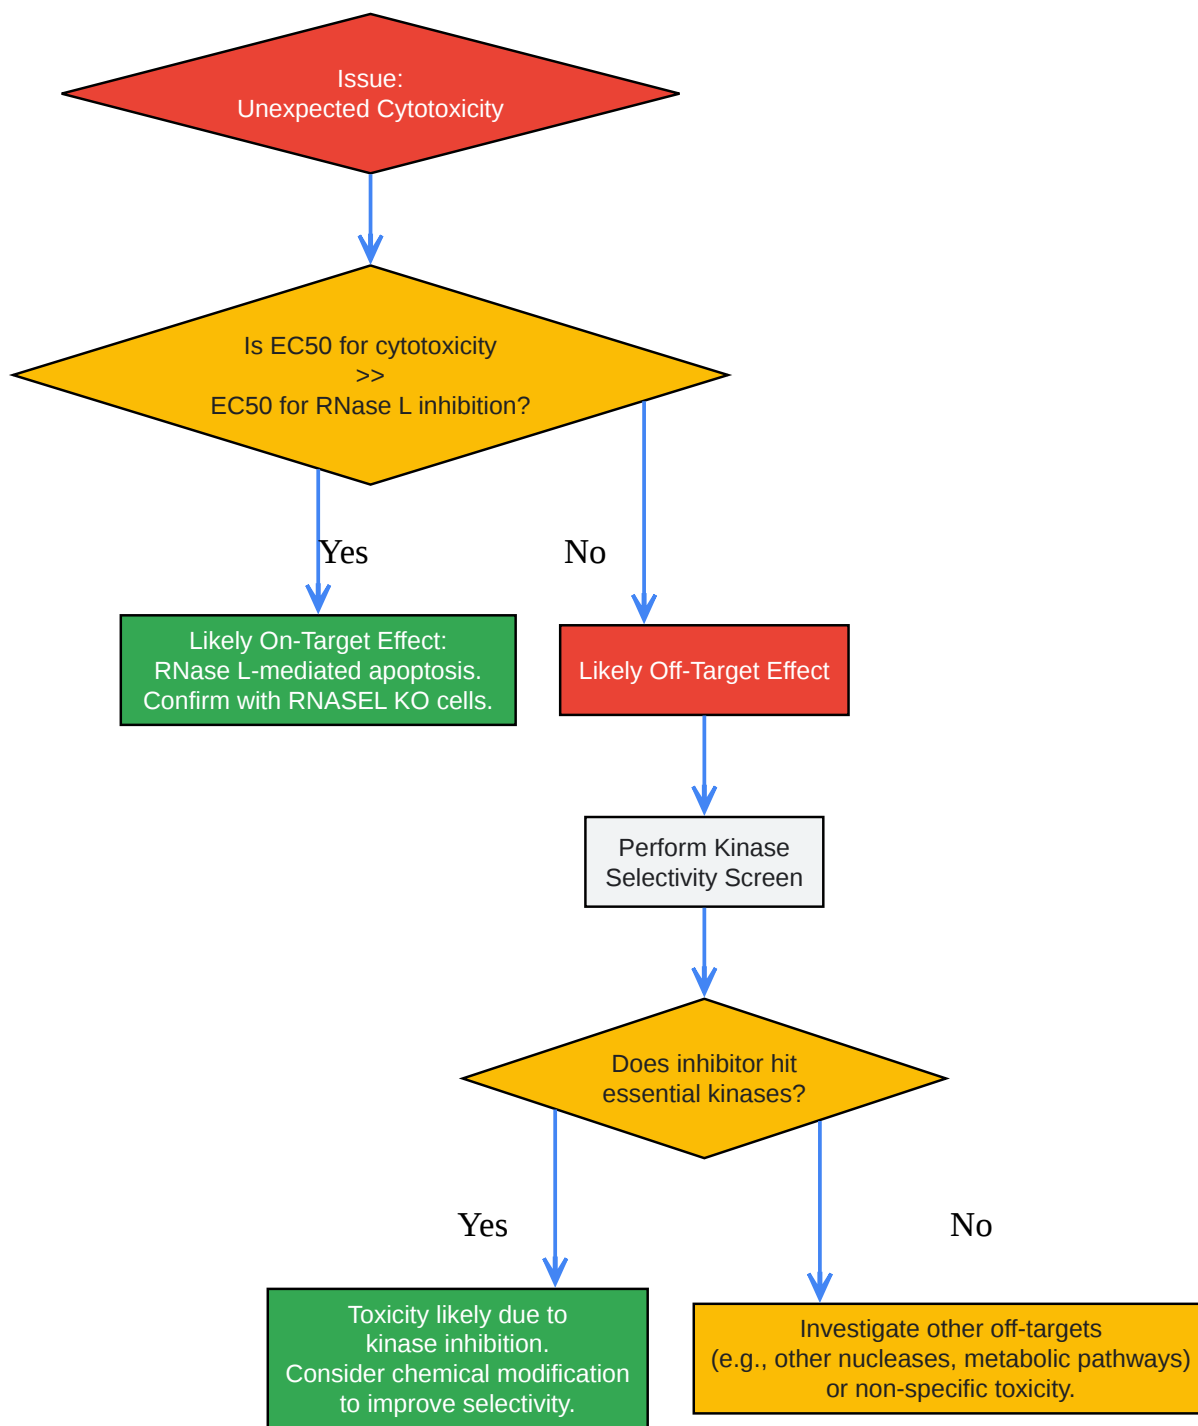 Issue:
Unexpected Cytotoxicity
Is EC50 for cytotoxicity
>>
EC50 for RNase L inhibition?
Yes
No
Likely On-Target Effect:
RNase L-mediated apoptosis.
Confirm with RNASEL KO cells.
Likely Off-Target Effect
Perform Kinase
Selectivity Screen
Does inhibitor hit
essential kinases?
Yes
No
Toxicity likely due to
kinase inhibition.
Consider chemical modification
to improve selectivity.
Investigate other off-targets
(e.g., other nucleases, metabolic pathways)
or non-specific toxicity.